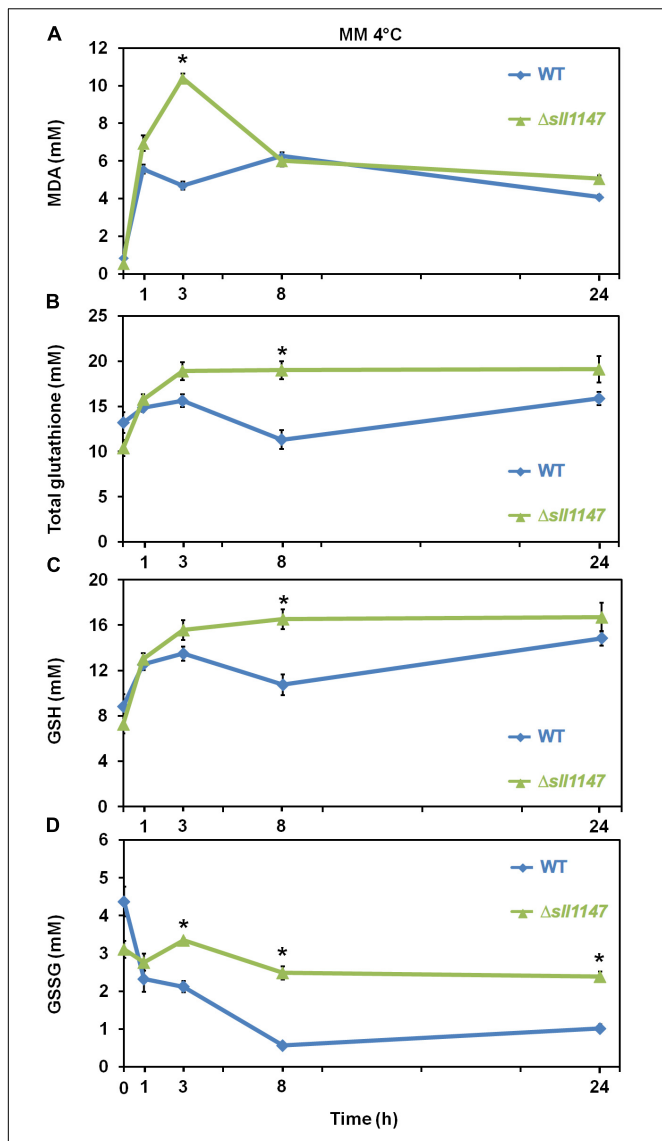 A
MM 4°C
12
*
WT
10
Δsll1147
8
MDA (mM)
6
4
2
0
1 3 8 24
B
25
*
20
Total glutathione (mM)
15
10
WT
5
Δsll1147
0
1 3 8 24
C
20
*
16
GSH (mM)
12
8
WT
4
Δsll1147
0
1 3 8 24
D
6
WT
5
Δsll1147
4
* * *
GSSG (mM)
3
2
1
0
0 1 3 8 24
Time (h)